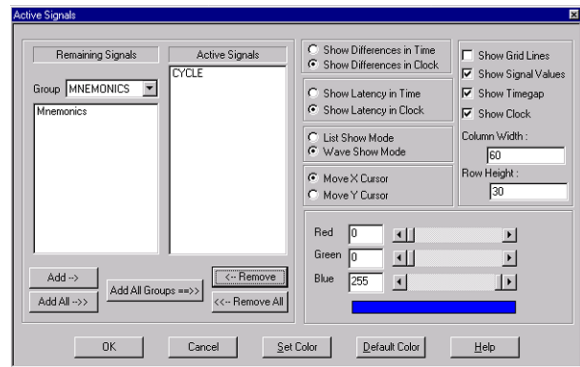 Active Signals
Remaining Signals
Active Signals
Group MNEMONICS
Mnemonics
CYCLE
Add -->
Add All -->>
Add All Groups ==>>
<-- Remove
<<-- Remove All
Show Differences in Time
Show Differences in Clock
Show Latency in Time
Show Latency in Clock
List Show Mode
Wave Show Mode
Move X Cursor
Move Y Cursor
Show Grid Lines
Show Signal Values
Show Timegap
Show Clock
Column Width :
60
Row Height :
30
Red 0
Green 0
Blue 255
OK
Cancel
Set Color
Default Color
Help